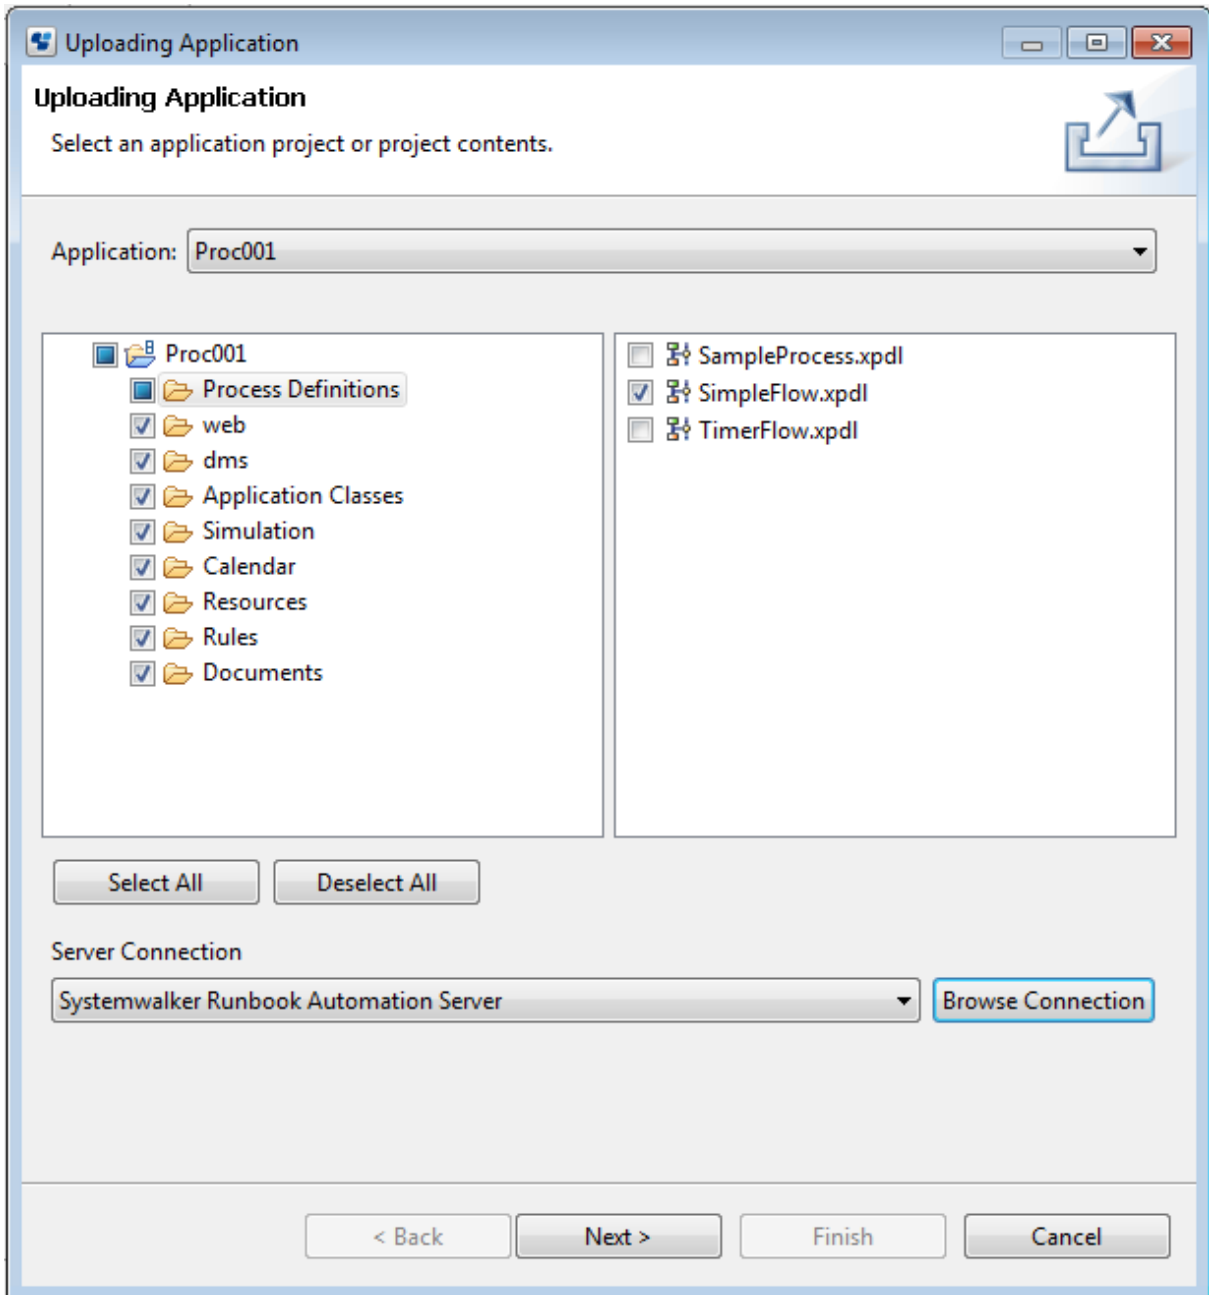 Uploading Application
Uploading Application
Select an application project or project contents.
Application: Proc001
Proc001
Process Definitions
web
dms
Application Classes
Simulation
Calendar
Resources
Rules
Documents
SampleProcess.xpdl
SimpleFlow.xpdl
TimerFlow.xpdl
Select All Deselect All
Server Connection
Systemwalker Runbook Automation Server Browse Connection
< Back Next > Finish Cancel